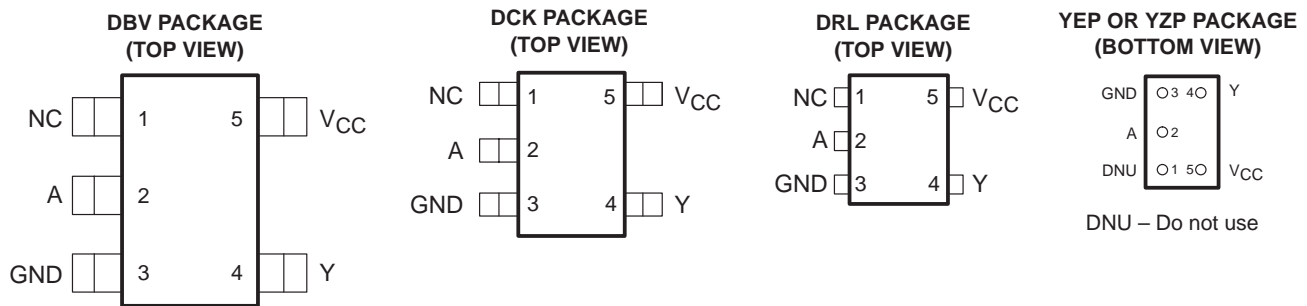 DBV PACKAGE
(TOP VIEW)
NC 1 5 VCC
A 2
GND 3 4 Y
DCK PACKAGE
(TOP VIEW)
NC 1 5 VCC
A 2
GND 3 4 Y
DRL PACKAGE
(TOP VIEW)
NC 1 5 VCC
A 2
GND 3 4 Y
YEP OR YZP PACKAGE
(BOTTOM VIEW)
GND 3 4 Y
A 2
DNU 1 5 VCC
DNU – Do not use